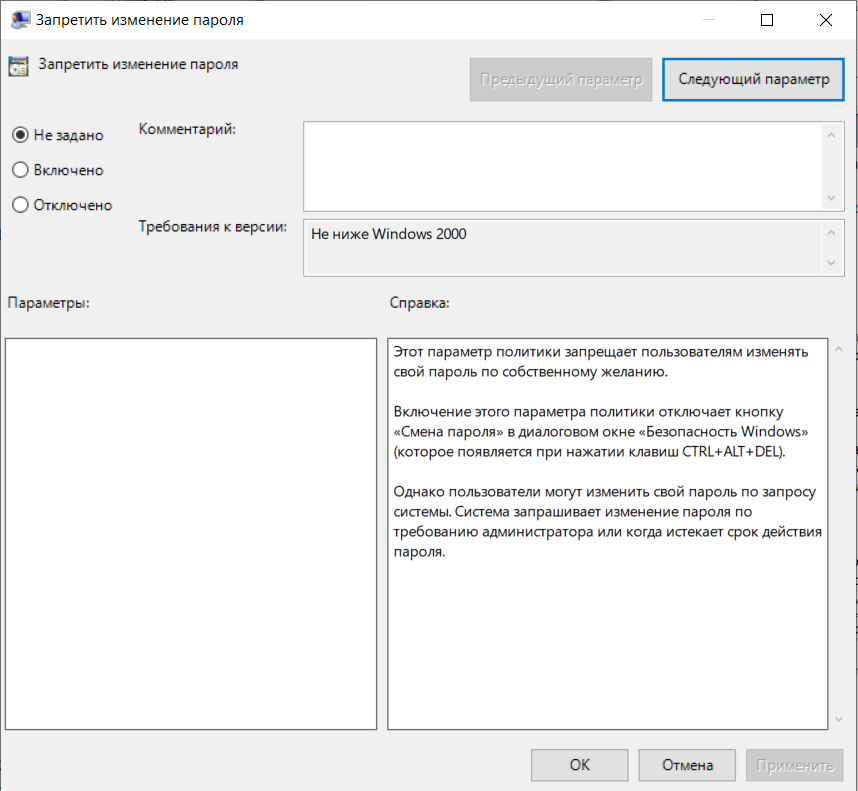 Запретить изменение пароля
Запретить изменение пароля
Предыдущий параметр
Следующий параметр
Не задано
Комментарий:
Включено
Отключено
Требования к версии:
Не ниже Windows 2000
Параметры:
Справка:
Этот параметр политики запрещает пользователям изменять
свой пароль по собственному желанию.
Включение этого параметра политики отключает кнопку
«Смена пароля» в диалоговом окне «Безопасность Windows»
(которое появляется при нажатии клавиш CTRL+ALT+DEL).
Однако пользователи могут изменить свой пароль по запросу
системы. Система запрашивает изменение пароля по
требованию администратора или когда истекает срок действия
пароля.
ОК
Отмена
Применить